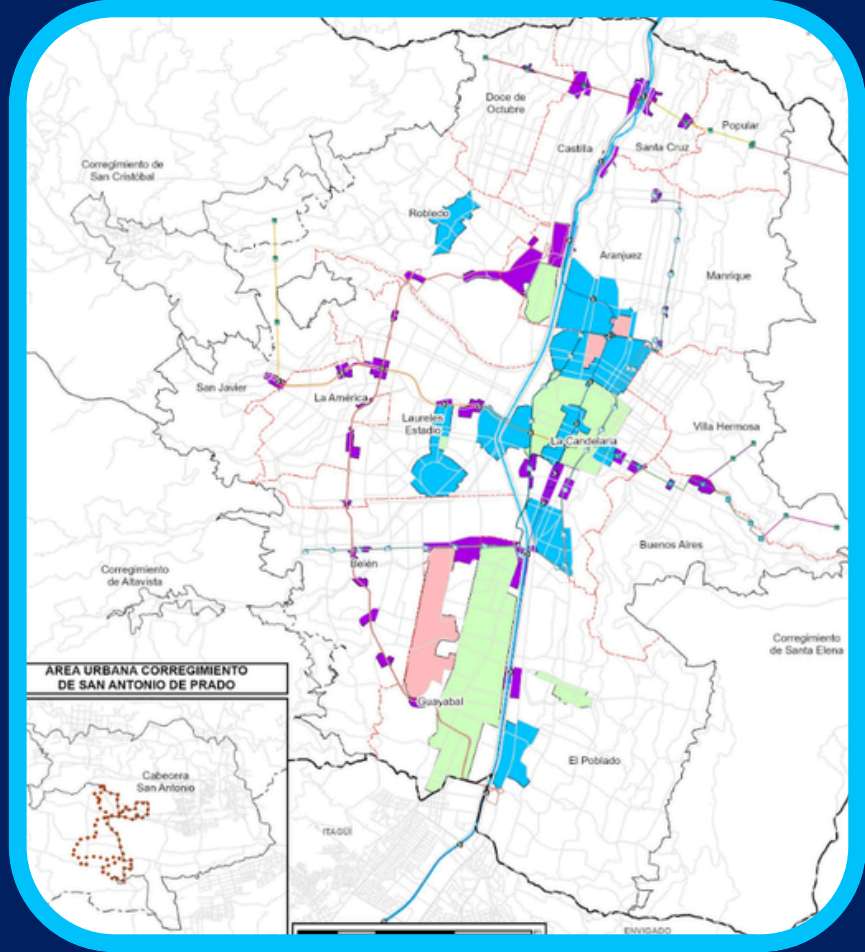 Doce de
Octubre
Popular
Castilla
Santa Cruz
Corregimiento de
San Cristóbal
Robledo
Aranjuez
Manrique
San Javier
La América
Laureles
Estadio
La Candelaria
Villa Hermosa
Buenos Aires
Belén
Corregimiento
de Altavista
Corregimiento
de Santa Elena
AREA URBANA CORREGIMIENTO
DE SAN ANTONIO DE PRADO
Guayabal
El Poblado
Cabecera
San Antonio
ITAGÜÍ
ENVIGADO